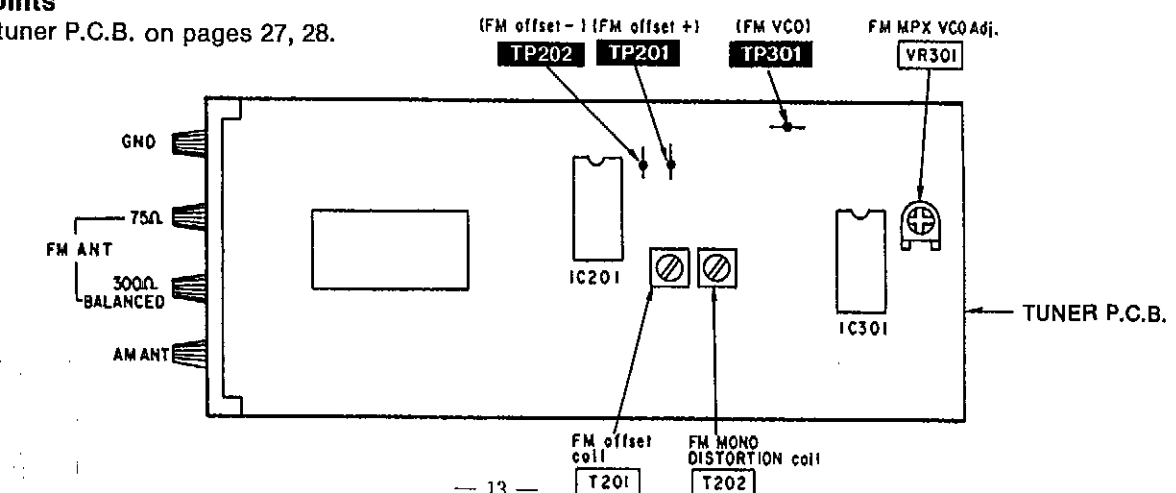 tuner P.C.B. on pages 27, 28.
(FM offset-) (FM offset +) (FM VCO) FM MPX VCO Adj.
TP202 TP201 TP301 VR301
GND
75Ω
FM ANT
300Ω
BALANCED
AM ANT
IC201
IC301
TUNER P.C.B.
FM offset
coil
T201
FM MONO
DISTORTION coil
T202
— 13 —